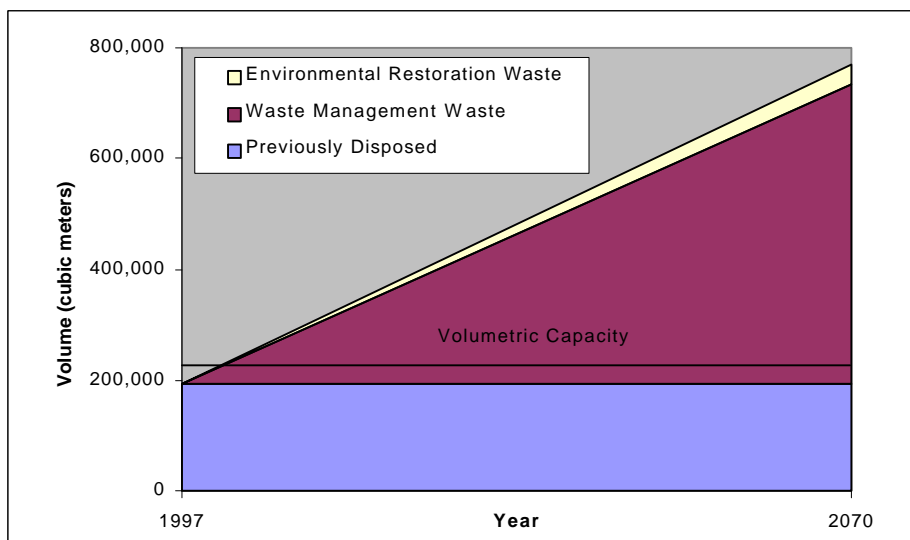 800,000
Environmental Restoration Waste
Waste Management Waste
Previously Disposed
600,000
Volume (cubic meters)
400,000
Volumetric Capacity
200,000
0
1997
Year
2070